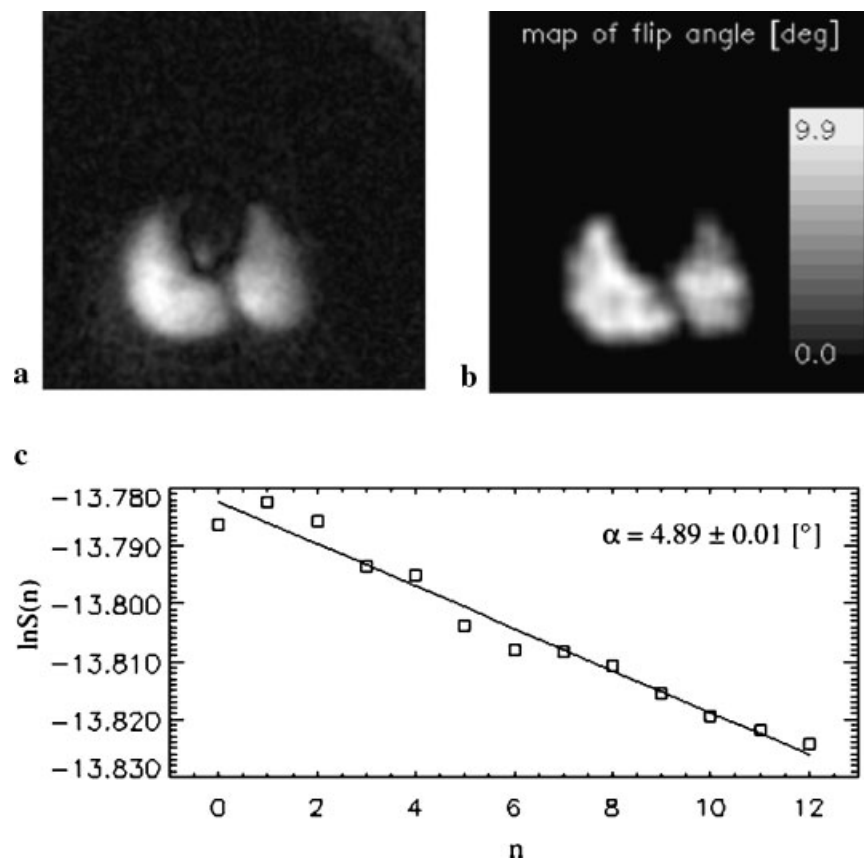 map of flip angle [deg]
9.9
0.0
a
b
c
-13.780
-13.790
-13.800
-13.810
-13.820
-13.830
lnS(n)
α = 4.89 ± 0.01 [°]
0 2 4 6 8 10 12
n